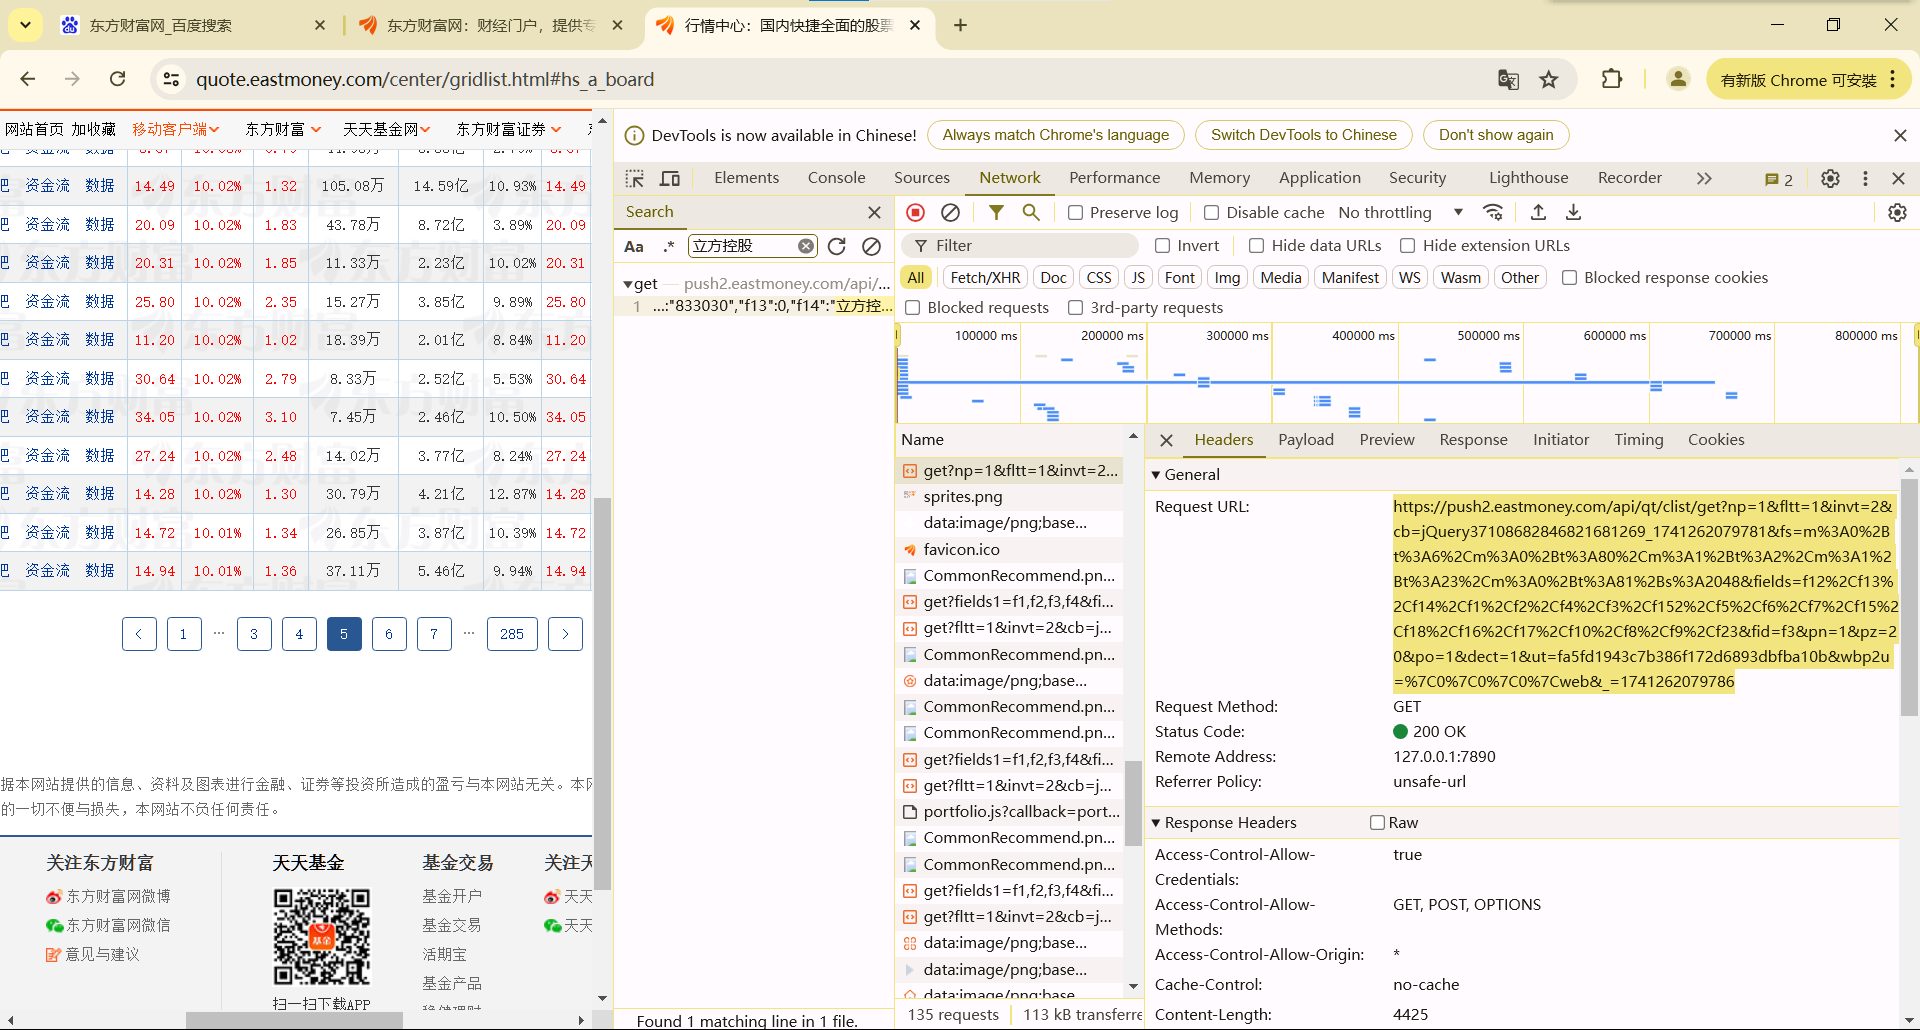 东方财富网_百度搜索
东方财富网：财经门户，提供专
行情中心：国内快捷全面的股票
quote.eastmoney.com/center/gridlist.html#hs_a_board
有新版 Chrome 可安裝
网站首页 加收藏 移动客户端 东方财富 天天基金网 东方财富证券
资金流 数据 14.49 10.02% 1.32 105.08万 14.59亿 10.93% 14.49
资金流 数据 20.09 10.02% 1.83 43.78万 8.72亿 3.89% 20.09
资金流 数据 20.31 10.02% 1.85 11.33万 2.23亿 10.02% 20.31
资金流 数据 25.80 10.02% 2.35 15.27万 3.85亿 9.89% 25.80
资金流 数据 11.20 10.02% 1.02 18.39万 2.01亿 8.84% 11.20
资金流 数据 30.64 10.02% 2.79 8.33万 2.52亿 5.53% 30.64
资金流 数据 34.05 10.02% 3.10 7.45万 2.46亿 10.50% 34.05
资金流 数据 27.24 10.02% 2.48 14.02万 3.77亿 8.24% 27.24
资金流 数据 14.28 10.02% 1.30 30.79万 4.21亿 12.87% 14.28
资金流 数据 14.72 10.01% 1.34 26.85万 3.87亿 10.39% 14.72
资金流 数据 14.94 10.01% 1.36 37.11万 5.46亿 9.94% 14.94
< 1 ... 3 4 5 6 7 ... 285 >
据本网站提供的信息、资料及图表进行金融、证券等投资所造成的盈亏与本网站无关。本网
的一切不便与损失，本网站不负任何责任。
关注东方财富
东方财富网微博
东方财富网微信
意见与建议
天天基金
基金
扫一扫下载APP
基金交易
基金开户
基金交易
活期宝
基金产品
稳健理财
关注天
天天
天天
DevTools is now available in Chinese!
Always match Chrome's language
Switch DevTools to Chinese
Don't show again
Elements Console Sources Network Performance Memory Application Security Lighthouse Recorder 2
Search
Aa .* 立方控股
get — push2.eastmoney.com/api/...
1 ...:"833030","f13":0,"f14":"立方控...
Found 1 matching line in 1 file.
Preserve log Disable cache No throttling
Filter Invert Hide data URLs Hide extension URLs
All Fetch/XHR Doc CSS JS Font Img Media Manifest WS Wasm Other Blocked response cookies
Blocked requests 3rd-party requests
100000 ms 200000 ms 300000 ms 400000 ms 500000 ms 600000 ms 700000 ms 800000 ms
Name
get?np=1&fltt=1&invt=2...
sprites.png
data:image/png;base...
favicon.ico
CommonRecommend.pn...
get?fields1=f1,f2,f3,f4&fi...
get?fltt=1&invt=2&cb=j...
CommonRecommend.pn...
data:image/png;base...
CommonRecommend.pn...
CommonRecommend.pn...
get?fields1=f1,f2,f3,f4&fi...
get?fltt=1&invt=2&cb=j...
portfolio.js?callback=port...
CommonRecommend.pn...
CommonRecommend.pn...
get?fields1=f1,f2,f3,f4&fi...
get?fltt=1&invt=2&cb=j...
data:image/png;base...
data:image/png;base...
data:image/png;base
135 requests 113 kB transferre
Headers Payload Preview Response Initiator Timing Cookies
General
Request URL:
https://push2.eastmoney.com/api/qt/clist/get?np=1&fltt=1&invt=2&
cb=jQuery37108682846821681269_1741262079781&fs=m%3A0%2B
t%3A6%2Cm%3A0%2Bt%3A80%2Cm%3A1%2Bt%3A2%2Cm%3A1%2
Bt%3A23%2Cm%3A0%2Bt%3A81%2Bs%3A2048&fields=f12%2Cf13%
2Cf14%2Cf1%2Cf2%2Cf4%2Cf3%2Cf152%2Cf5%2Cf6%2Cf7%2Cf15%2
Cf18%2Cf16%2Cf17%2Cf10%2Cf8%2Cf9%2Cf23&fid=f3&pn=1&pz=2
0&po=1&dect=1&ut=fa5fd1943c7b386f172d6893dbfba10b&wbp2u
=%7C0%7C0%7C0%7Cweb&_=1741262079786
Request Method: GET
Status Code: 200 OK
Remote Address: 127.0.0.1:7890
Referrer Policy: unsafe-url
Response Headers Raw
Access-Control-Allow-
Credentials: true
Access-Control-Allow-
Methods: GET, POST, OPTIONS
Access-Control-Allow-Origin: *
Cache-Control: no-cache
Content-Length: 4425